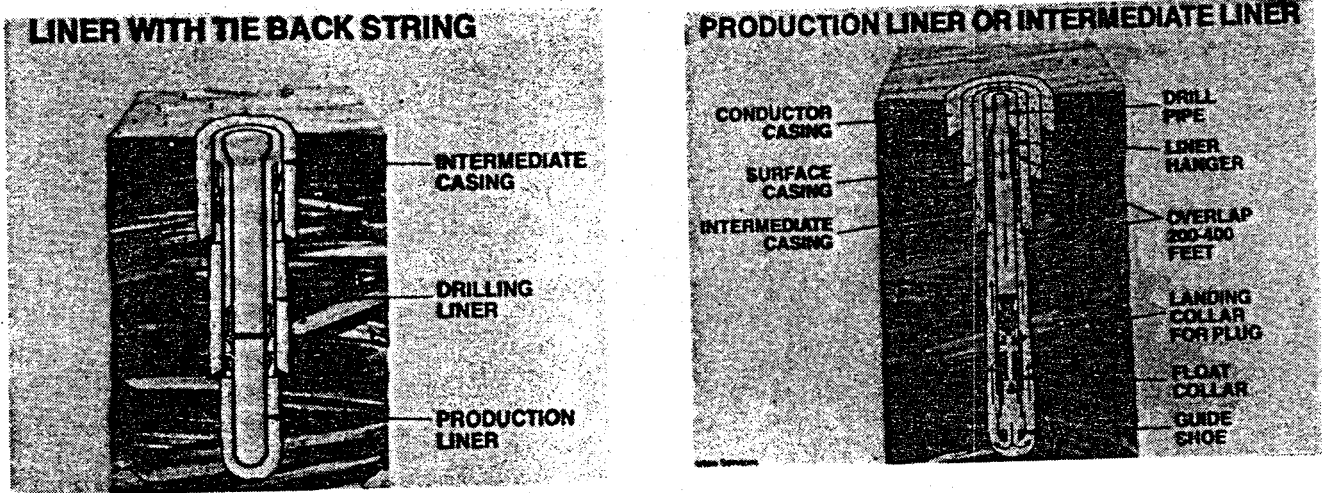 LINER WITH TIE BACK STRING
INTERMEDIATE
CASING
DRILLING
LINER
PRODUCTION
LINER
PRODUCTION LINER OR INTERMEDIATE LINER
CONDUCTOR
CASING
SURFACE
CASING
INTERMEDIATE
CASING
DRILL
PIPE
LINER
HANGER
OVERLAP
200-400
FEET
LANDING
COLLAR
FOR PLUG
FLOAT
COLLAR
GUIDE
SHOE
Services